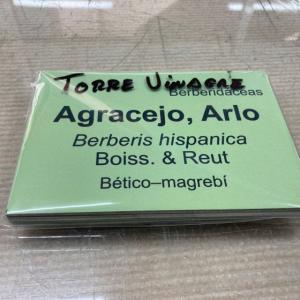 TORRE VINAGRE
Berberidáceas
Agracejo, Arlo
Berberis hispanica
Boiss. & Reut
Bético–magrebí